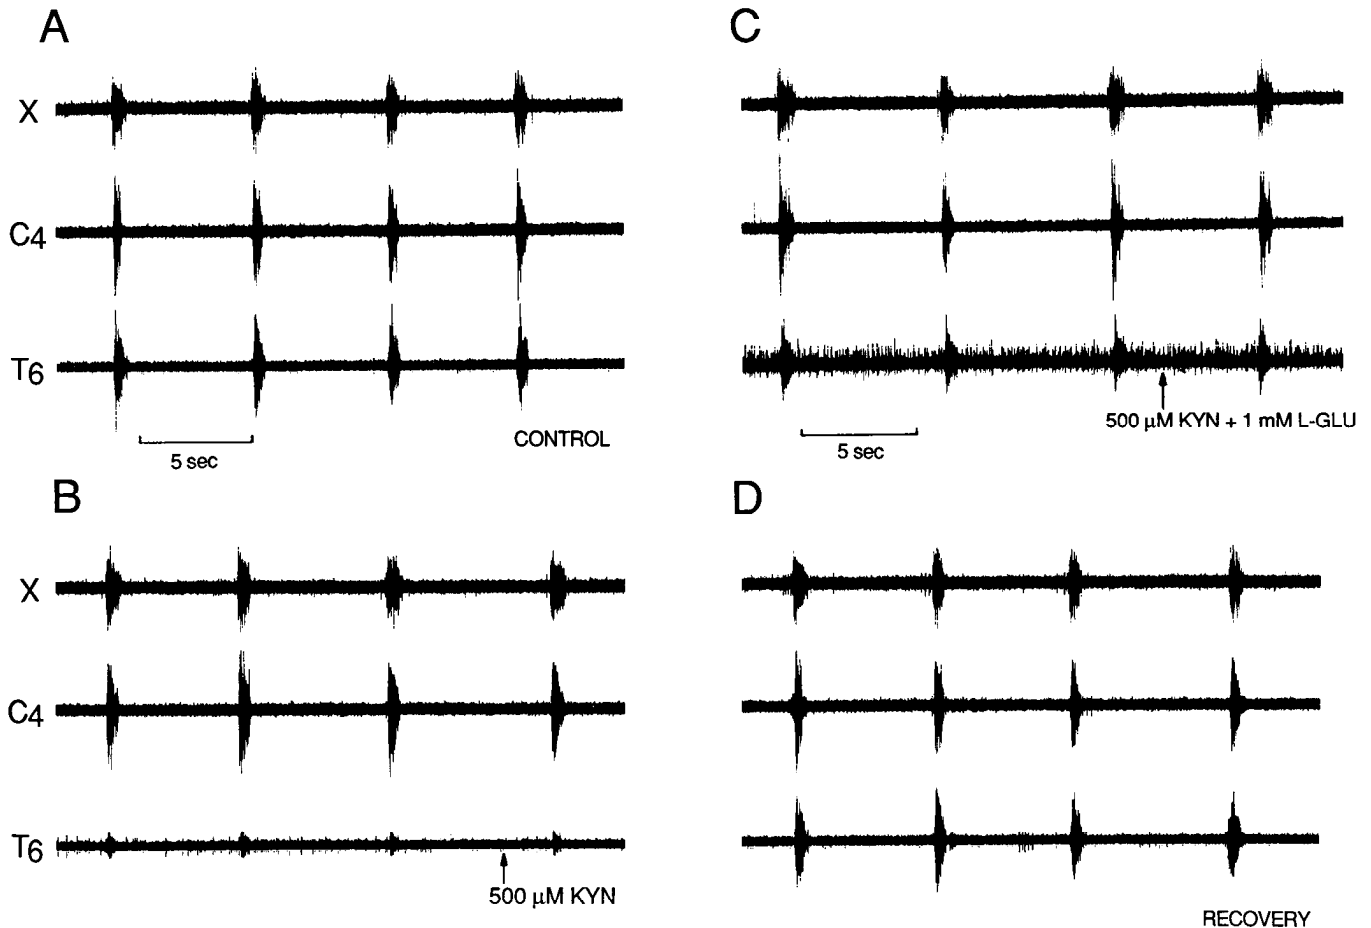 A
X
C4
T6
5 sec
CONTROL
B
X
C4
T6
500 μM KYN
C
500 μM KYN + 1 mM L-GLU
5 sec
D
RECOVERY